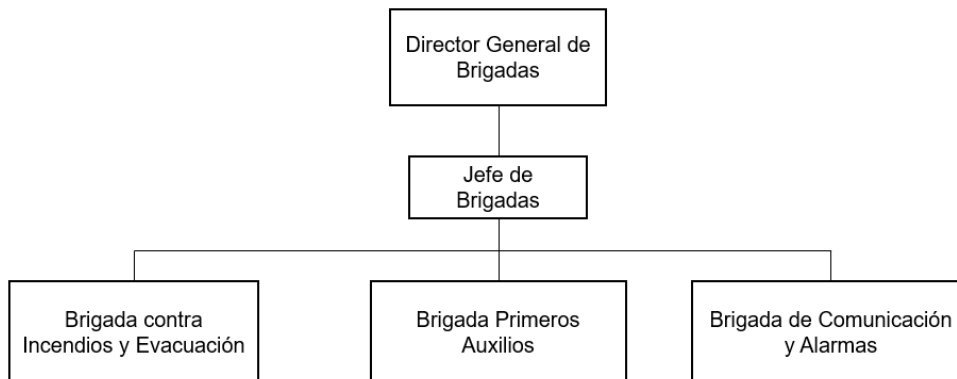 Director General de
Brigadas
Jefe de
Brigadas
Brigada contra
Incendios y Evacuación
Brigada Primeros
Auxilios
Brigada de Comunicación
y Alarmas